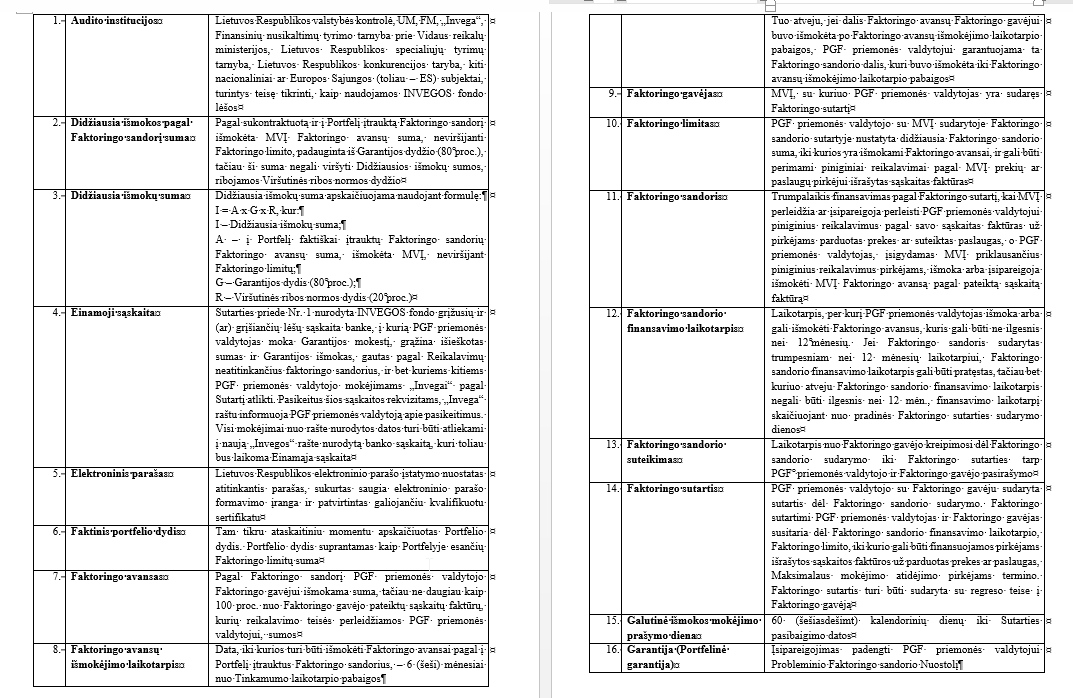 1. Audito institucijos Lietuvos Respublikos valstybės kontrolė, UM, FM, „Invega“,
Finansinių nusikaltimų tyrimo tarnyba prie Vidaus reikalų
ministerijos, Lietuvos Respublikos specialiųjų tyrimų
tarnyba, Lietuvos Respublikos konkurencijos taryba, kiti
nacionaliniai ar Europos Sąjungos (toliau – ES) subjektai,
turintys teisę tikrinti, kaip naudojamos INVEGOS fondo
lėšos
2. Didžiausia išmokos pagal Pagal sukontraktuotą ir į Portfelį įtrauktą Faktoringo sandorį
Faktoringo sandorį suma išmokėta MVĮ Faktoringo avansų suma, neviršijanti
Faktoringo limito, padauginta iš Garantijos dydžio (80 proc.),
tačiau ši suma negali viršyti Didžiausios išmokų sumos,
ribojamos Viršutinės ribos normos dydžio
3. Didžiausia išmokų suma Didžiausia išmokų suma apskaičiuojama naudojant formulę:
I = A x G x R, kur:
I – Didžiausia išmokų suma;
A – į Portfelį faktiškai įtrauktų Faktoringo sandorių
Faktoringo avansų suma, išmokėta MVĮ, neviršijant
Faktoringo limitų;
G – Garantijos dydis (80 proc.);
R – Viršutinės ribos normos dydis (20 proc.)
4. Einamoji sąskaita Sutarties priede Nr. 1 nurodyta INVEGOS fondo grįžusių ir
(ar) grįšiančių lėšų sąskaita banke, į kurią PGF priemonės
valdytojas moka Garantijos mokestį, grąžina išieškotas
sumas ir Garantijos išmokas, gautas pagal Reikalavimų
neatitinkančius faktoringo sandorius, ir bet kuriems kitiems
PGF priemonės valdytojo mokėjimams „Invegai“ pagal
Sutartį atlikti. Pasikeitus šios sąskaitos rekvizitams, „Invega“
raštu informuoja PGF priemonės valdytoją apie pasikeitimus.
Visi mokėjimai nuo rašte nurodytos datos turi būti atliekami
į naują „Invegos“ rašte nurodytą banko sąskaitą, kuri toliau
bus laikoma Einamaja sąskaita
5. Elektroninis parašas Lietuvos Respublikos elektroninio parašo įstatymo nuostatas
atitinkantis parašas, sukurtas saugia elektroninio parašo
formavimo įranga ir patvirtintas galiojančiu kvalifikuotu
sertifikatu
6. Faktinis portfelio dydis Tam tikru ataskaitiniu momentu apskaičiuotas Portfelio
dydis. Portfelio dydis suprantamas kaip Portfelyje esančių
Faktoringo limitų suma
7. Faktoringo avansas Pagal Faktoringo sandorį PGF priemonės valdytojo
Faktoringo gavėjui išmokama suma, tačiau ne daugiau kaip
100 proc. nuo Faktoringo gavėjo pateiktų sąskaitų faktūrų,
kurių reikalavimo teisės perleidžiamos PGF priemonės
valdytojui, sumos
8. Faktoringo avansų Data, iki kurios turi būti išmokėti Faktoringo avansai pagal į
išmokėjimo laikotarpis Portfelį įtrauktus Faktoringo sandorius, – 6 (šeši) mėnesiai
nuo Tinkamumo laikotarpio pabaigos
Tuo atveju, jei dalis Faktoringo avansų Faktoringo gavėjui
buvo išmokėta po Faktoringo avansų išmokėjimo laikotarpio
pabaigos, PGF priemonės valdytojui garantuojama ta
Faktoringo sandorio dalis, kuri buvo išmokėta iki Faktoringo
avansų išmokėjimo laikotarpio pabaigos
9. Faktoringo gavėjas MVĮ, su kuriuo PGF priemonės valdytojas yra sudaręs
Faktoringo sutartį
10. Faktoringo limitas PGF priemonės valdytojo su MVĮ sudarytoje Faktoringo
sandorio sutartyje nustatyta didžiausia Faktoringo sandorio
suma, iki kurios yra išmokami Faktoringo avansai, ir gali būti
perimami piniginiai reikalavimai pagal MVĮ prekių ar
paslaugų pirkėjui išrašytas sąskaitas faktūras
11. Faktoringo sandoris Trumpalaikis finansavimas pagal Faktoringo sutartį, kai MVĮ
perleidžia ar įsipareigoja perleisti PGF priemonės valdytojui
piniginius reikalavimus pagal savo sąskaitas faktūras už
pirkėjams parduotas prekes ar suteiktas paslaugas, o PGF
priemonės valdytojas, įsigydamas MVĮ priklausančius
piniginius reikalavimus pirkėjams, išmoka arba įsipareigoja
išmokėti MVĮ Faktoringo avansą pagal pateiktą sąskaitą
faktūrą
12. Faktoringo sandorio Laikotarpis, per kurį PGF priemonės valdytojas išmoka arba
finansavimo laikotarpis gali išmokėti Faktoringo avansus, kuris gali būti ne ilgesnis
nei 12 mėnesių. Jei Faktoringo sandoris sudarytas
trumpesniam nei 12 mėnesių laikotarpiui, Faktoringo
sandorio finansavimo laikotarpis gali būti pratęstas, tačiau bet
kuriuo atveju Faktoringo sandorio finansavimo laikotarpis
negali būti ilgesnis nei 12 mėn., finansavimo laikotarpį
skaičiuojant nuo pradinės Faktoringo sutarties sudarymo
dienos
13. Faktoringo sandorio Laikotarpis nuo Faktoringo gavėjo kreipimosi dėl Faktoringo
suteikimas sandorio sudarymo iki Faktoringo sutarties tarp
PGF priemonės valdytojo ir Faktoringo gavėjo pasirašymo
14. Faktoringo sutartis PGF priemonės valdytojo su Faktoringo gavėju sudaryta
sutartis dėl Faktoringo sandorio sudarymo. Faktoringo
sutartimi PGF priemonės valdytojas ir Faktoringo gavėjas
susitaria dėl Faktoringo sandorio finansavimo laikotarpio,
Faktoringo limito, iki kurio gali būti finansuojamos pirkėjams
išrašytos sąskaitos faktūros už parduotas prekes ar paslaugas,
Maksimalaus mokėjimo atidėjimo pirkėjams termino.
Faktoringo sutartis turi būti sudaryta su regreso teise į
Faktoringo gavėją
15. Galutinė išmokos mokėjimo 60 (šešiasdešimt) kalendorinių dienų iki Sutarties
prašymo diena pasibaigimo datos
16. Garantija (Portfelinė Įsipareigojimas padengti PGF priemonės valdytojui
garantija) Probleminio Faktoringo sandorio Nuostolį